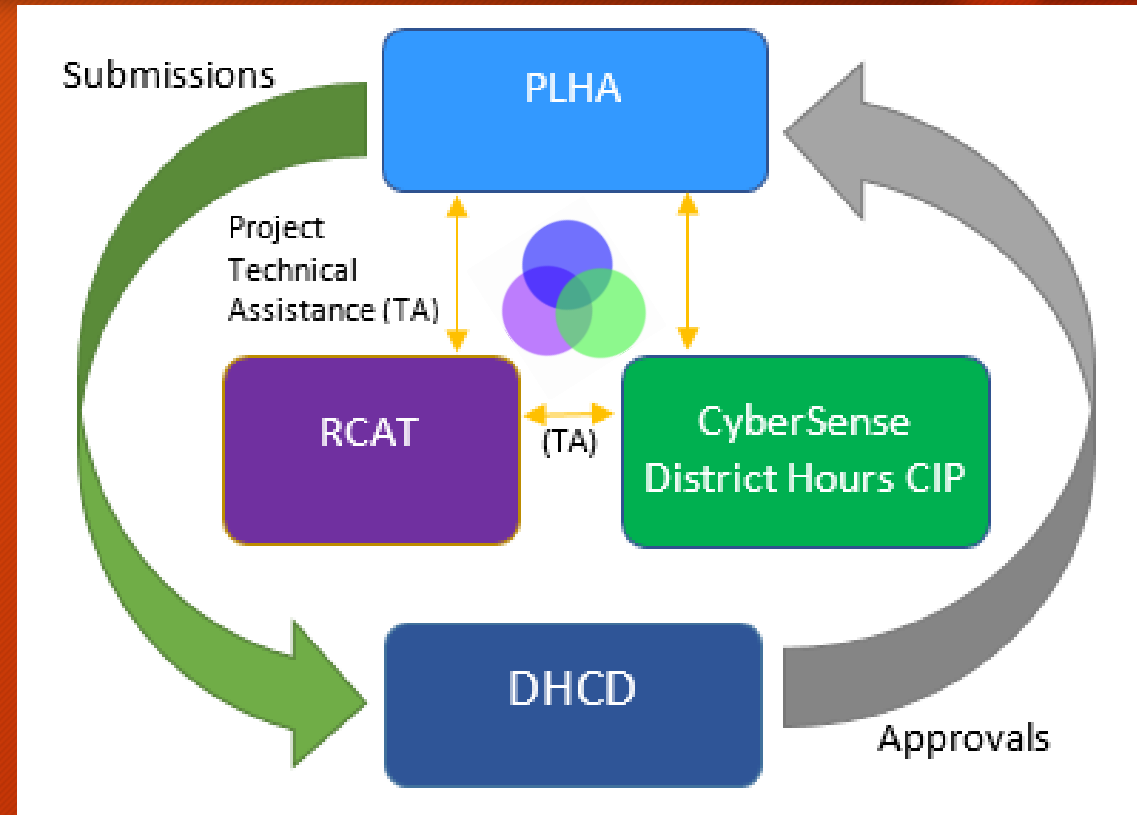 Submissions
PLHA
Project
Technical
Assistance (TA)
RCAT
(TA)
CyberSense
District Hours CIP
DHCD
Approvals